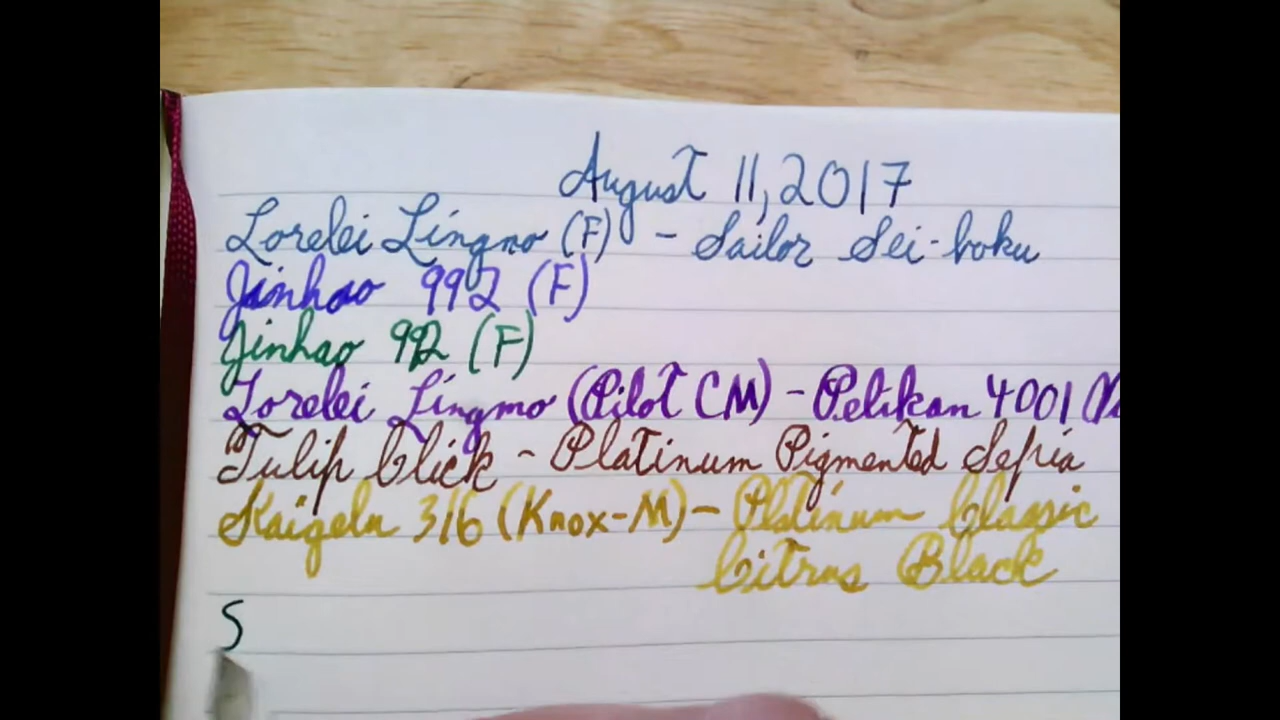 August 11, 2017
Lorelei Lingmo (F) - Sailor Sei-boku
Jinhao 992 (F)
Jinhao 992 (F)
Lorelei Lingmo (Pilot CM) - Pelikan 4001
Tulip Click - Platinum Pigmented Sepia
Kaigelu 316 (Knox-M) - Platinum Classic
Citrus Black
S